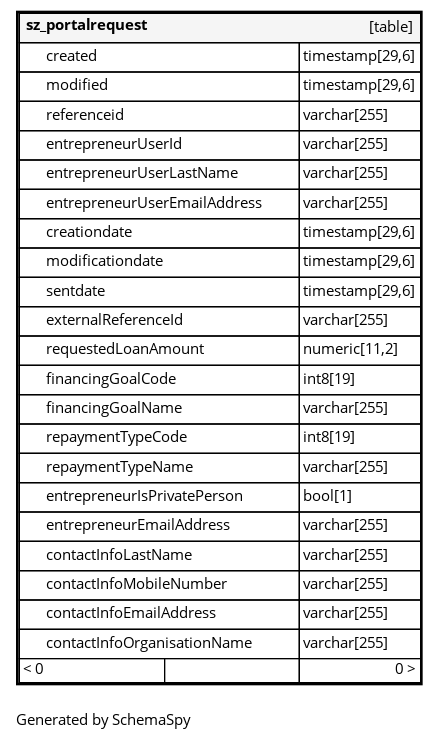 sz_portalrequest [table]
created timestamp[29,6]
modified timestamp[29,6]
referenceid varchar[255]
entrepreneurUserId varchar[255]
entrepreneurUserLastName varchar[255]
entrepreneurUserEmailAddress varchar[255]
creationdate timestamp[29,6]
modificationdate timestamp[29,6]
sentdate timestamp[29,6]
externalReferenceId varchar[255]
requestedLoanAmount numeric[11,2]
financingGoalCode int8[19]
financingGoalName varchar[255]
repaymentTypeCode int8[19]
repaymentTypeName varchar[255]
entrepreneurIsPrivatePerson bool[1]
entrepreneurEmailAddress varchar[255]
contactInfoLastName varchar[255]
contactInfoMobileNumber varchar[255]
contactInfoEmailAddress varchar[255]
contactInfoOrganisationName varchar[255]
< 0 0 >
Generated by SchemaSpy